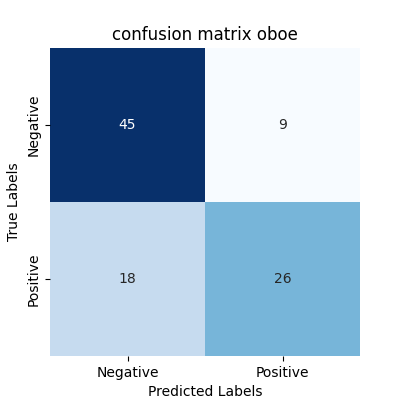 confusion matrix oboe
True Labels
Negative
45 9
Positive
18 26
Negative Positive
Predicted Labels